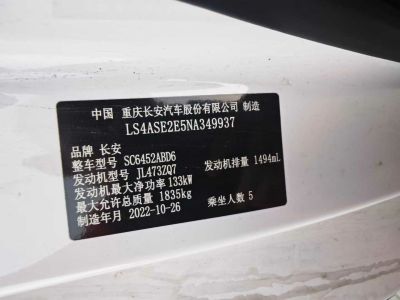 中国 重庆长安汽车股份有限公司 制造
LS4ASE2E5NA349937
品牌 长安
整车型号 SC6452ABD6
发动机型号 JL473ZQ7 发动机排量 1494mL
发动机最大净功率 133kW
最大允许总质量 1835kg
制造年月 2022-10-26 乘坐人数 5